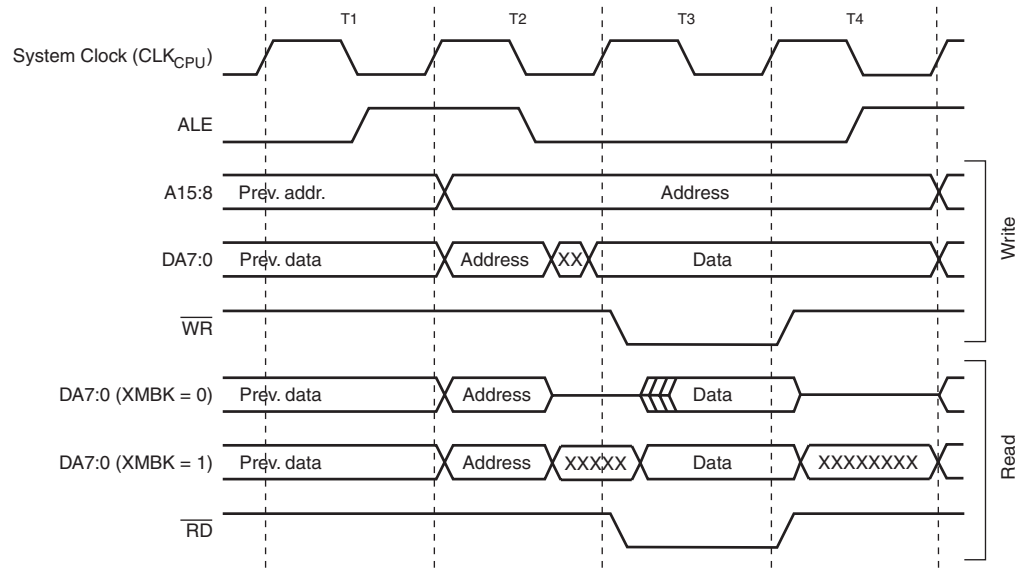 T1 T2 T3 T4
System Clock (CLKCPU)
ALE
A15:8 Prev. addr. Address
DA7:0 Prev. data Address XX Data
WR
Write
DA7:0 (XMBK = 0) Prev. data Address Data
DA7:0 (XMBK = 1) Prev. data Address XXXXX Data XXXXXXXX
RD
Read